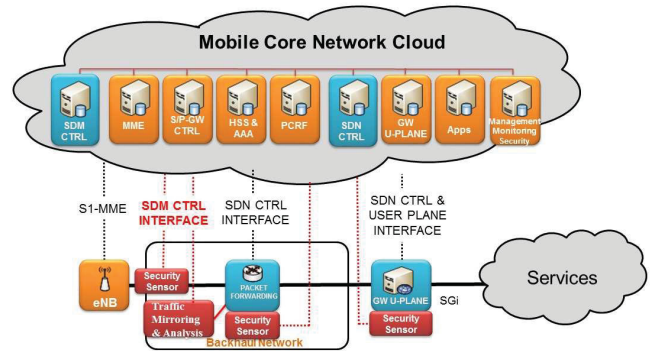 Mobile Core Network Cloud
SDM
CTRL
MME
S/P-GW
CTRL
HSS &
AAA
PCRF
SDN
CTRL
GW
U-PLANE
Apps
Management
Monitoring
Security
S1-MME
SDM CTRL
INTERFACE
SDN CTRL
INTERFACE
SDN CTRL &
USER PLANE
INTERFACE
eNB
Security
Sensor
Traffic
Mirroring
& Analysis
PACKET
FORWARDING
Security
Sensor
Backhaul Network
GW U-PLANE
Security
Sensor
SGi
Services